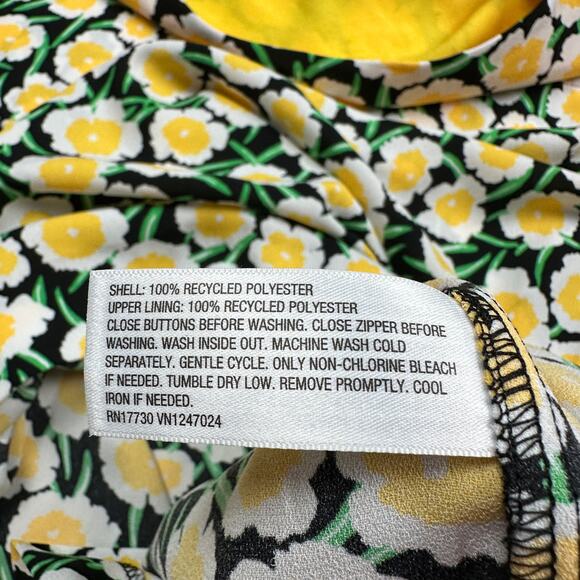 SHELL: 100% RECYCLED POLYESTER
UPPER LINING: 100% RECYCLED POLYESTER
CLOSE BUTTONS BEFORE WASHING. CLOSE ZIPPER BEFORE
WASHING. WASH INSIDE OUT. MACHINE WASH COLD
SEPARATELY. GENTLE CYCLE. ONLY NON-CHLORINE BLEACH
IF NEEDED. TUMBLE DRY LOW. REMOVE PROMPTLY. COOL
IRON IF NEEDED.
RN17730 VN1247024